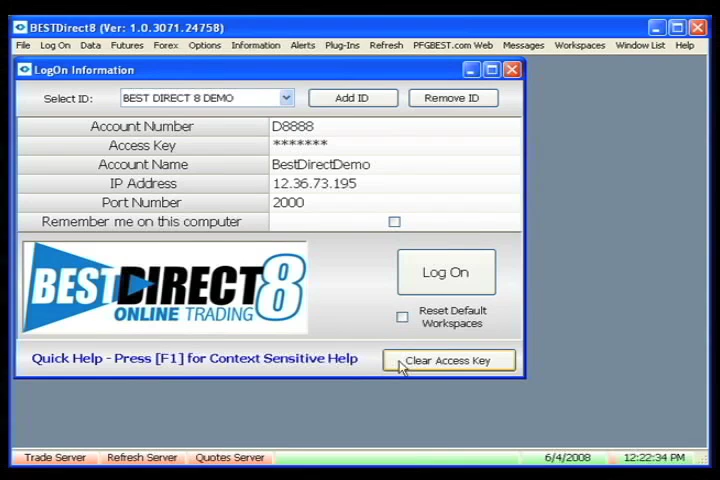 BESTDirect8 (Ver: 1.0.3071.24758)
File Log On Data Futures Forex Options Information Alerts Plug-Ins Refresh PFGBEST.com Web Messages Workspaces Window List Help
LogOn Information
Select ID: BEST DIRECT 8 DEMO Add ID Remove ID
Account Number D8888
Access Key *******
Account Name BestDirectDemo
IP Address 12.36.73.195
Port Number 2000
Remember me on this computer
BESTDIRECT8
ONLINE TRADING
Log On
Reset Default
Workspaces
Quick Help - Press [F1] for Context Sensitive Help
Clear Access Key
Trade Server Refresh Server Quotes Server 6/4/2008 12:22:34 PM